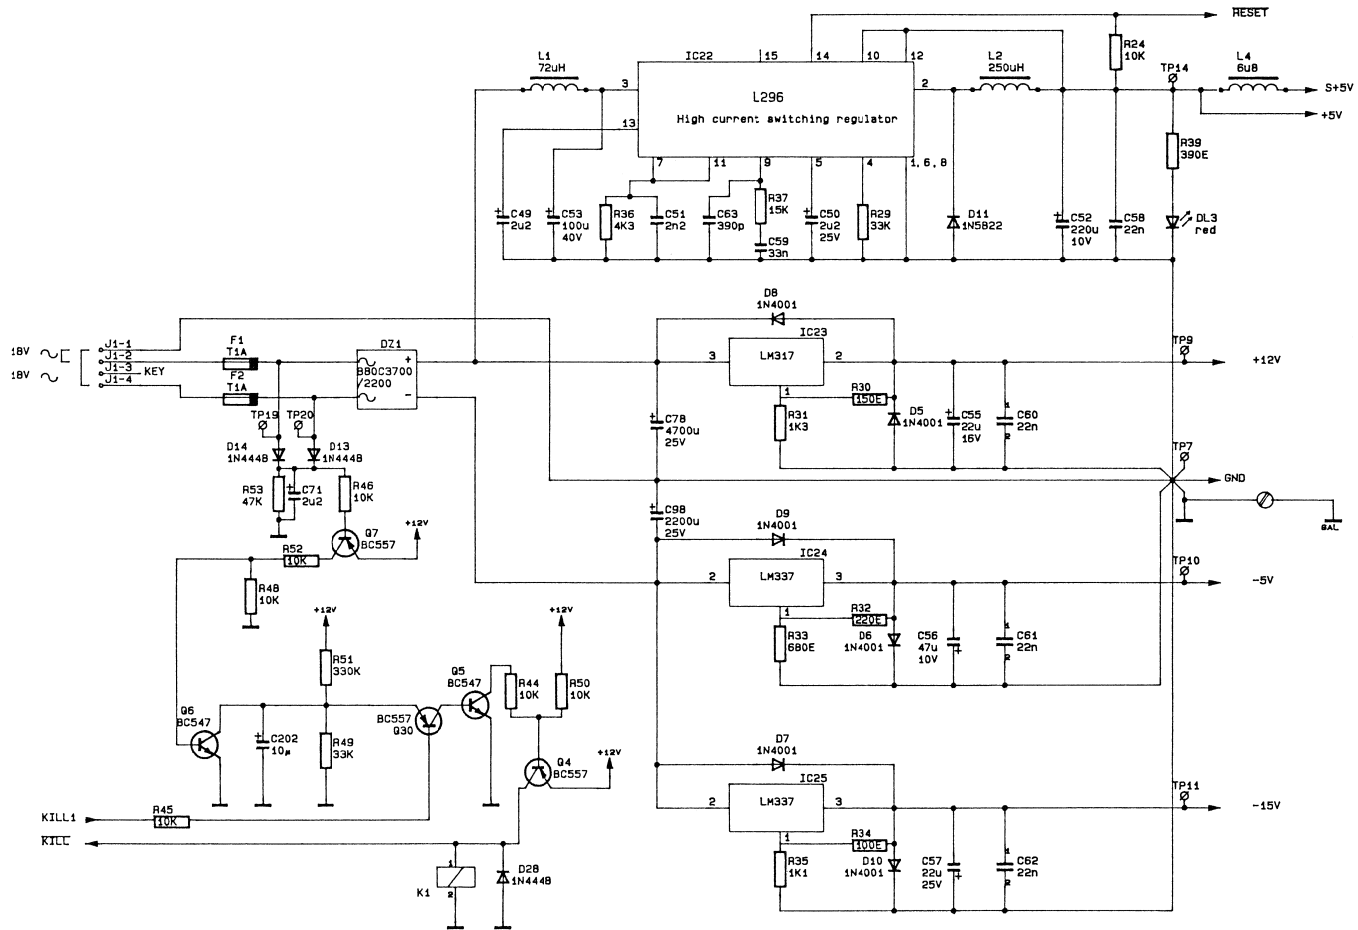 RESET
L1
72uH
IC22
15
14
10
12
L2
250uH
R24
10K
TP14
L4
6u8
3
L296
2
S+5V
High current switching regulator
+5V
13
7
11
9
5
4
1,6,8
R39
390E
C49
2u2
C53
100u
40V
R36
4K3
C51
2n2
C63
390p
R37
15K
C59
33n
C50
2u2
25V
R29
33K
D11
1N5822
C52
220u
10V
C58
22n
DL3
red
D8
1N4001
18V
18V
J1-1
J1-2
J1-3
J1-4
KEY
F1
T1A
F2
T1A
DZ1
B80C3700
/2200
+
-
IC23
3
LM317
2
1
TP9
+12V
R30
150E
R31
1K3
D5
1N4001
C55
22u
16V
1
C60
22n
2
C78
4700u
25V
TP19
TP20
D14
1N4448
D13
1N4448
R53
47K
C71
2u2
R46
10K
TP7
GND
GAL
C98
2200u
25V
D9
1N4001
Q7
BC557
+12V
R52
10K
R48
10K
IC24
2
LM337
3
1
TP10
-5V
R32
220E
R33
680E
D6
1N4001
C56
47u
10V
1
C61
22n
2
+12V
R51
330K
+12V
Q5
BC547
R44
10K
R50
10K
Q6
BC547
C202
10µ
R49
33K
BC557
Q30
Q4
BC557
+12V
D7
1N4001
IC25
2
LM337
3
1
TP11
-15V
R34
100E
R35
1K1
D10
1N4001
C57
22u
25V
1
C62
22n
2
KILL1
R45
10K
KILL
K1
1
2
D28
1N4448